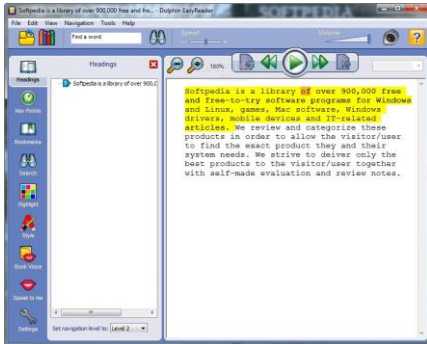 Softpedia is a library of over 900,000 free and fre... - Dolphin EasyReader
File Edit View Navigation Tools Help
Find a word
Speed
Volume
Headings
Headings
100%
Softpedia is a library of over 900,0
Nav Points
Bookmarks
Search
Highlight
Style
Book Voice
Speak to me
Settings
Set navigation level to: Level 2
Softpedia is a library of over 900,000 free
and free-to-try software programs for Windows
and Linux, games, Mac software, Windows
drivers, mobile devices and IT-related
articles. We review and categorize these
products in order to allow the visitor/user
to find the exact product they and their
system needs. We strive to deiver only the
best products to the visitor/user together
with self-made evaluation and review notes.